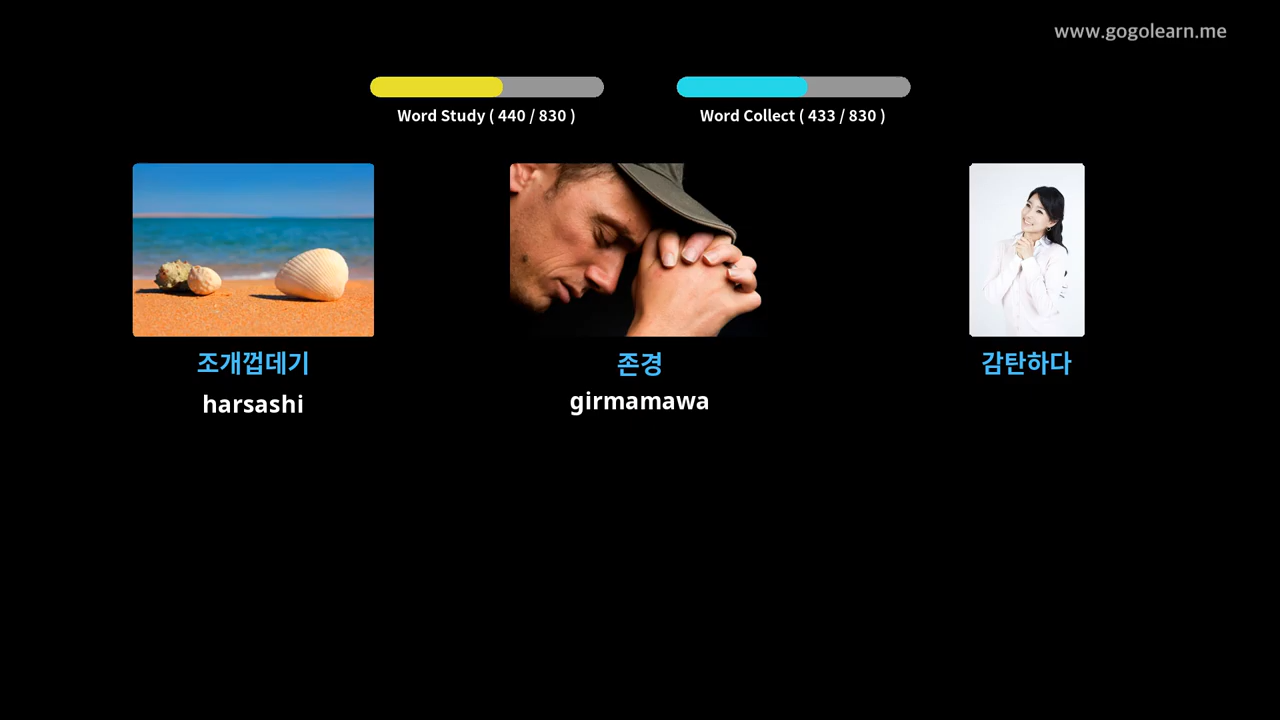 www.gogolearn.me
Word Study ( 440 / 830 )
Word Collect ( 433 / 830 )
조개껍데기
harsashi
존경
girmamawa
감탄하다